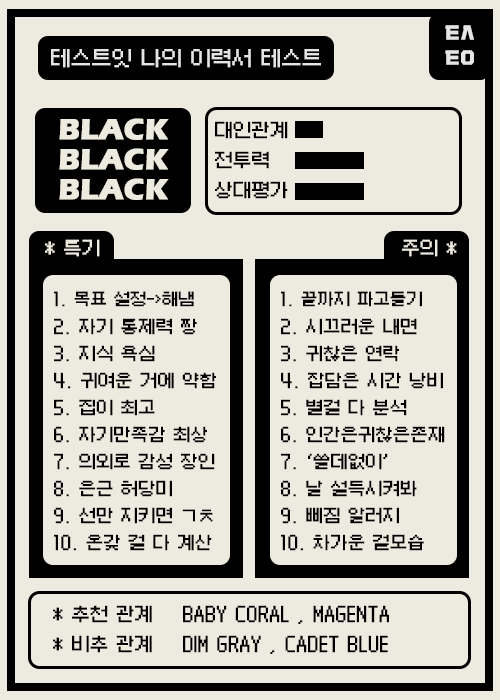 테스트잇 나의 이력서 테스트
ㅌㅅ
ㅌㅇ
BLACK
BLACK
BLACK
대인관계
전투력
상대평가
* 특기
1. 목표 설정->해냄
2. 자기 통제력 짱
3. 지식 욕심
4. 귀여운 거에 약함
5. 집이 최고
6. 자기만족감 최상
7. 의외로 감성 장인
8. 은근 허당미
9. 선만 지키면 ㄱㅊ
10. 온갖 걸 다 계산
주의 *
1. 끝까지 파고들기
2. 시끄러운 내면
3. 귀찮은 연락
4. 잡담은 시간 낭비
5. 별걸 다 분석
6. 인간은귀찮은존재
7. ‘쓸데없이’
8. 날 설득시켜봐
9. 삐짐 알러지
10. 차가운 겉모습
* 추천 관계 BABY CORAL , MAGENTA
* 비추 관계 DIM GRAY , CADET BLUE